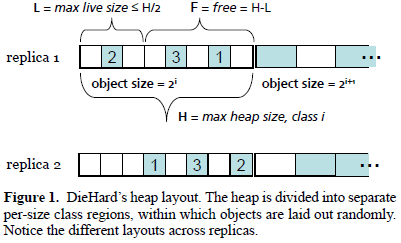 L = max live size ≤ H/2
F = free = H-L
replica 1
2 3 1 ...
object size = 2ⁱ
object size = 2ⁱ⁺¹
H = max heap size, class i
replica 2
1 3 2 ...
Figure 1. DieHard's heap layout. The heap is divided into separate
per-size class regions, within which objects are laid out randomly.
Notice the different layouts across replicas.